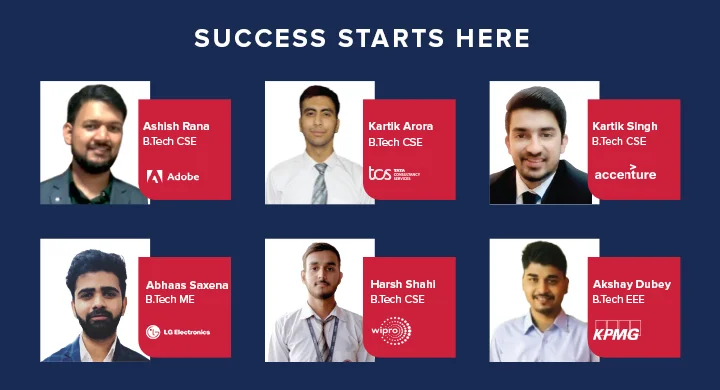 SUCCESS STARTS HERE
Ashish Rana
B.Tech CSE
Adobe
Kartik Arora
B.Tech CSE
tcs TATA
CONSULTANCY
SERVICES
Kartik Singh
B.Tech CSE
accenture
Abhaas Saxena
B.Tech ME
LG Electronics
Harsh Shahi
B.Tech CSE
wipro
Akshay Dubey
B.Tech EEE
KPMG